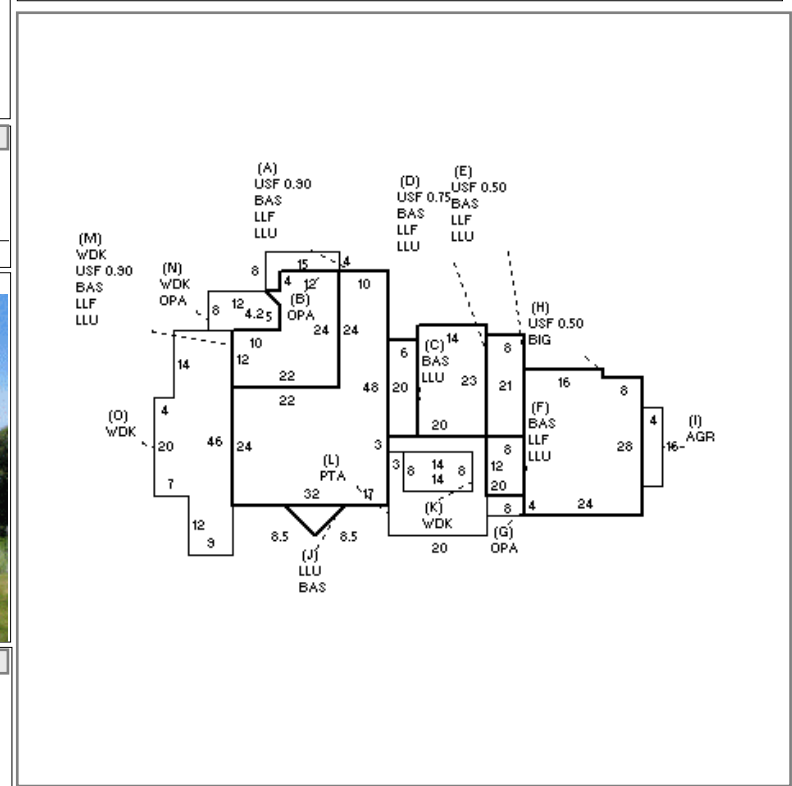 (A)
USF 0.90
BAS
LLF
LLU
(D)
USF 0.75
BAS
LLF
LLU
(E)
USF 0.50
BAS
LLF
LLU
(M)
WDK
USF 0.90
BAS
LLF
LLU
(N)
WDK
OPA
8
15
4
4
12
10
(B)
OPA
8
12
4.2
5
24
24
10
12
22
14
(H)
USF 0.50
BIG
14
8
6
(C)
BAS
LLU
16
8
20
23
21
48
22
4
(O)
WDK
20
46
24
7
20
(F)
BAS
LLF
LLU
28
4
16
(I)
AGR
3
8
12
20
3
8
14
14
8
(L)
PTA
32
17
(K)
WDK
8
4
24
12
9
8.5
8.5
(J)
LLU
BAS
20
(G)
OPA